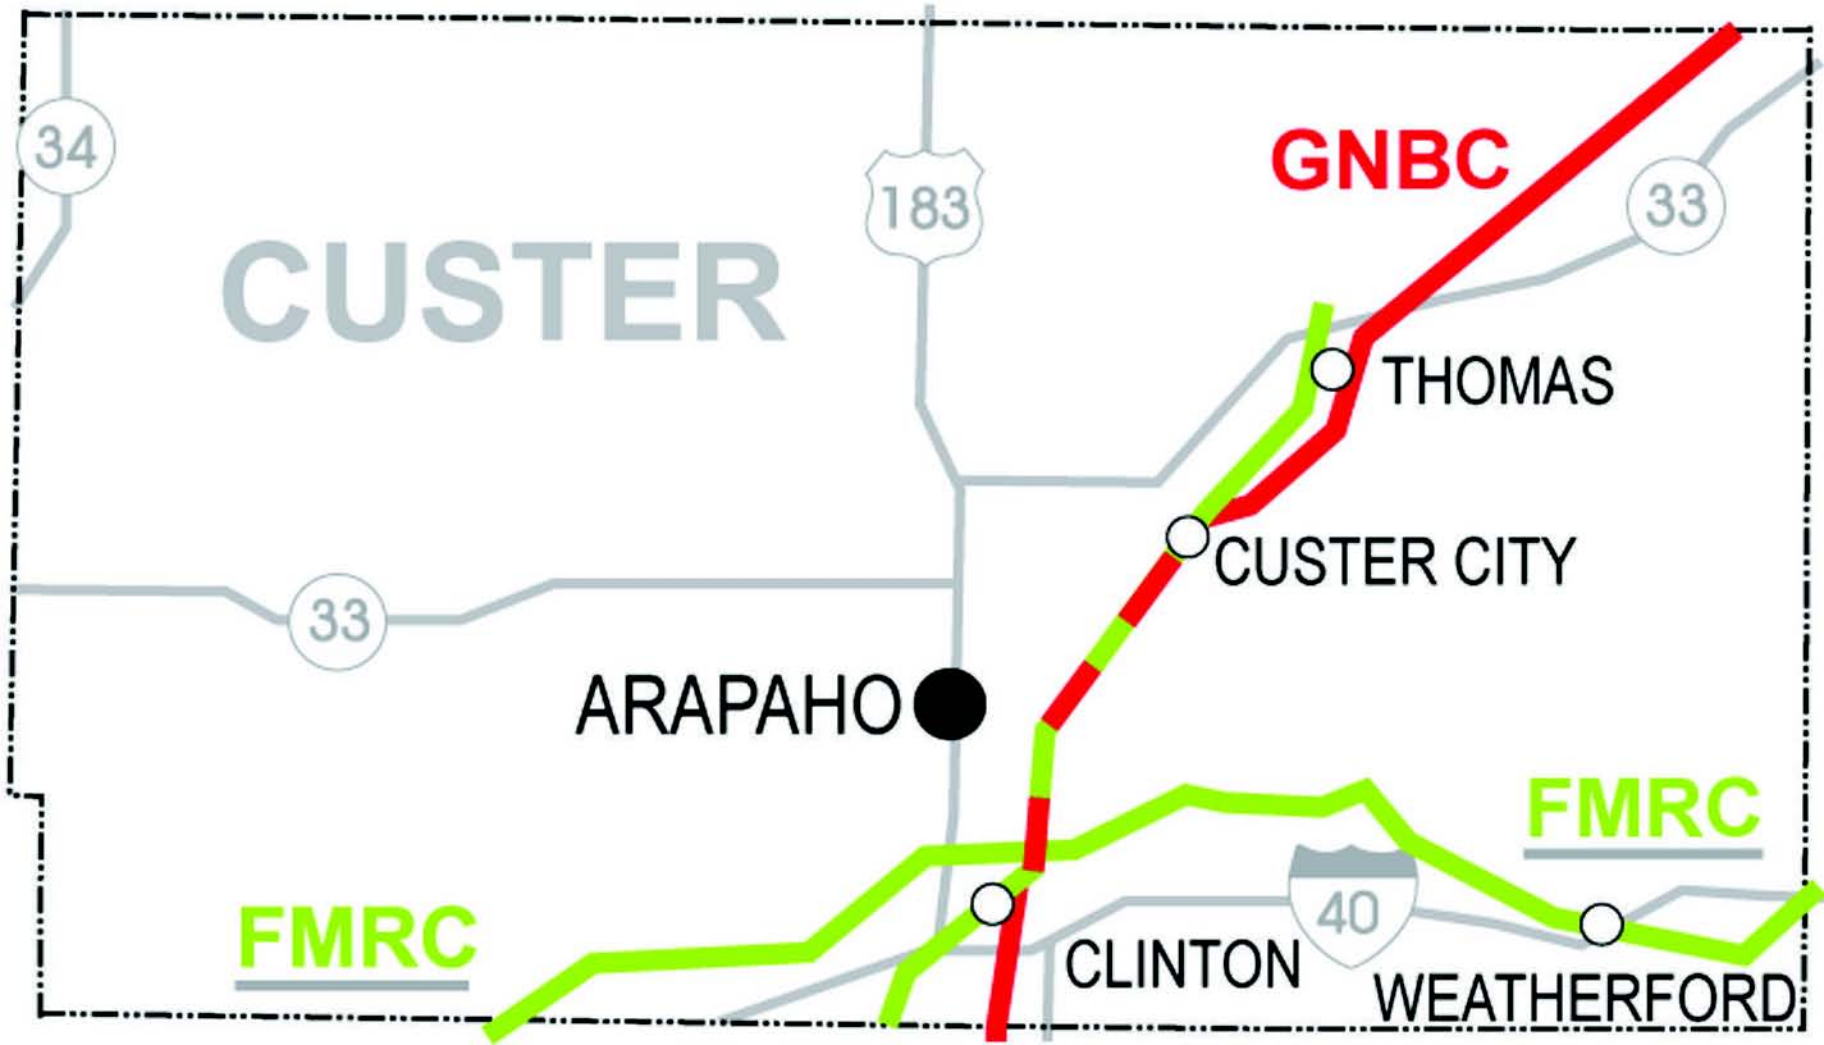 34
183
GNBC
33
CUSTER
THOMAS
CUSTER CITY
33
ARAPAHO
FMRC
FMRC
40
CLINTON
WEATHERFORD